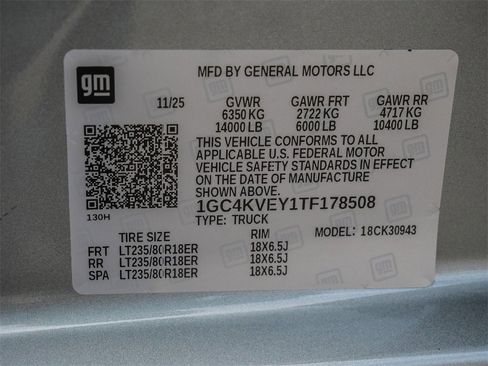 gm
MFD BY GENERAL MOTORS LLC
11/25 GVWR GAWR FRT GAWR RR
6350 KG 2722 KG 4717 KG
14000 LB 6000 LB 10400 LB
THIS VEHICLE CONFORMS TO ALL
APPLICABLE U.S. FEDERAL MOTOR
VEHICLE SAFETY STANDARDS IN EFFECT
ON THE DATE OF MANUFACTURE
SHOWN ABOVE.
130H
1GC4KVEY1TF178508
TYPE: TRUCK MODEL: 18CK30943
TIRE SIZE RIM
FRT LT235/80R18ER 18X6.5J
RR LT235/80R18ER 18X6.5J
SPA LT235/80R18ER 18X6.5J